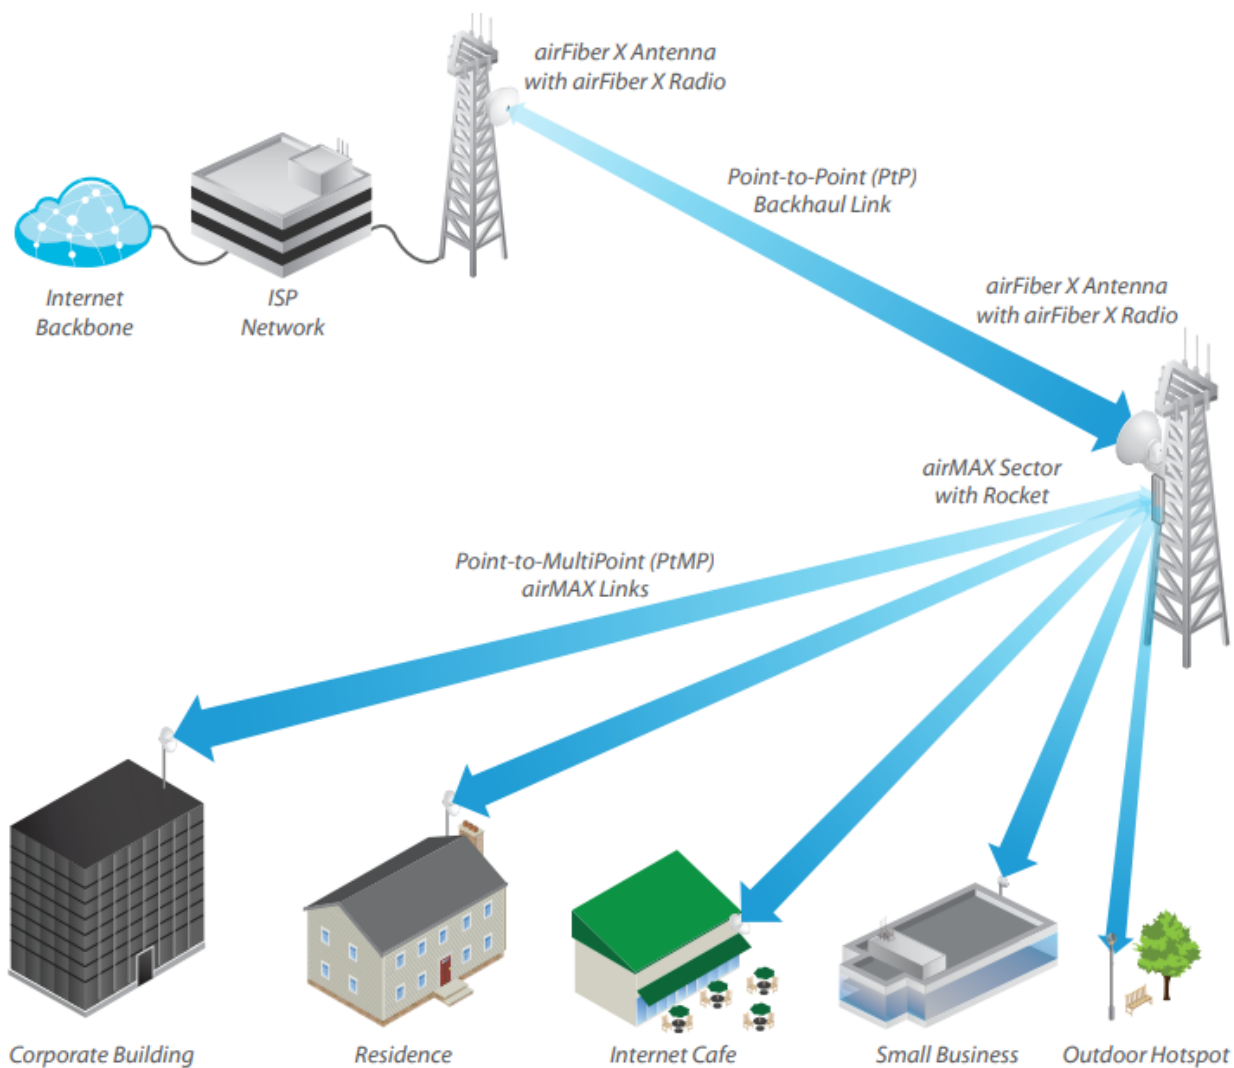 airFiber X Antenna
with airFiber X Radio
Point-to-Point (PtP)
Backhaul Link
Internet
Backbone
ISP
Network
airFiber X Antenna
with airFiber X Radio
airMAX Sector
with Rocket
Point-to-MultiPoint (PtMP)
airMAX Links
Corporate Building
Residence
Internet Cafe
Small Business
Outdoor Hotspot